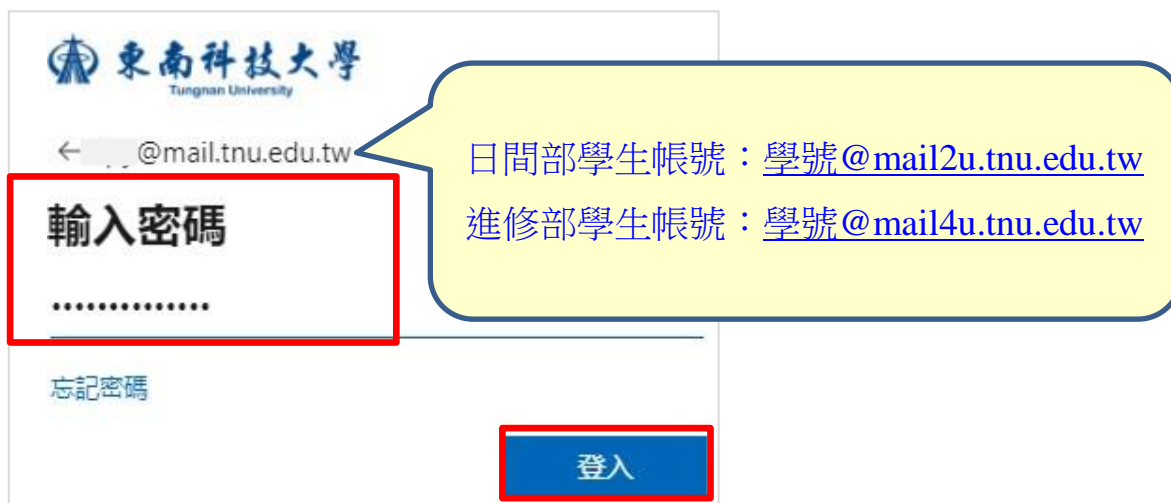 東南科技大學
Tungnan University
← @mail.tnu.edu.tw
輸入密碼
••••••••••••••
忘記密碼
登入
日間部學生帳號：學號@mail2u.tnu.edu.tw
進修部學生帳號：學號@mail4u.tnu.edu.tw